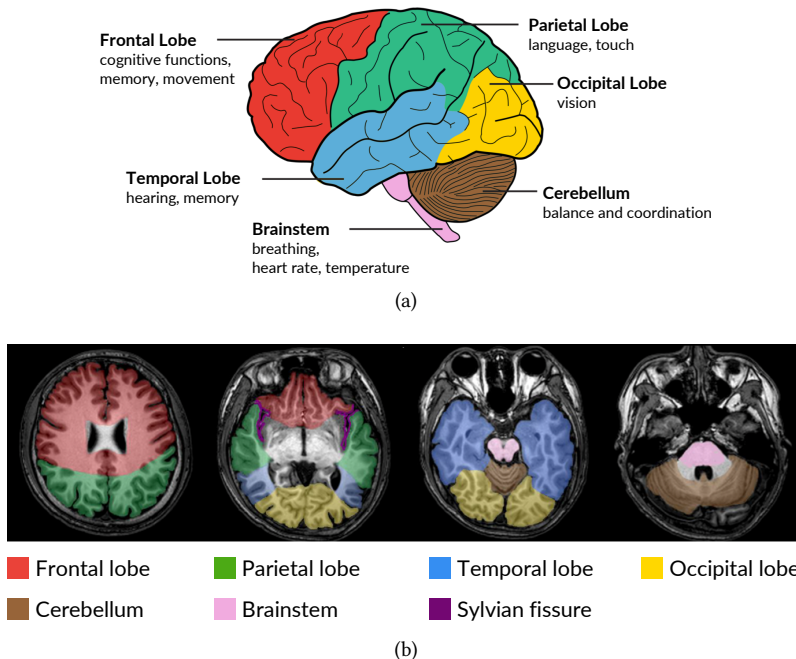 Frontal Lobe
cognitive functions,
memory, movement
Parietal Lobe
language, touch
Occipital Lobe
vision
Temporal Lobe
hearing, memory
Cerebellum
balance and coordination
Brainstem
breathing,
heart rate, temperature
(a)
Frontal lobe
Parietal lobe
Temporal lobe
Occipital lobe
Cerebellum
Brainstem
Sylvian fissure
(b)